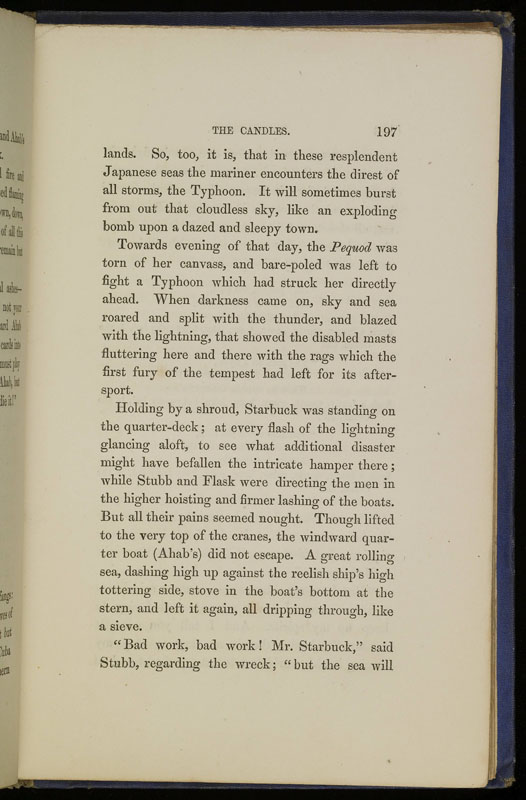 THE CANDLES. 197
lands. So, too, it is, that in these resplendent
Japanese seas the mariner encounters the direst of
all storms, the Typhoon. It will sometimes burst
from out that cloudless sky, like an exploding
bomb upon a dazed and sleepy town.
Towards evening of that day, the Pequod was
torn of her canvass, and bare-poled was left to
fight a Typhoon which had struck her directly
ahead. When darkness came on, sky and sea
roared and split with the thunder, and blazed
with the lightning, that showed the disabled masts
fluttering here and there with the rags which the
first fury of the tempest had left for its after-
sport.
Holding by a shroud, Starbuck was standing on
the quarter-deck; at every flash of the lightning
glancing aloft, to see what additional disaster
might have befallen the intricate hamper there;
while Stubb and Flask were directing the men in
the higher hoisting and firmer lashing of the boats.
But all their pains seemed nought. Though lifted
to the very top of the cranes, the windward quar-
ter boat (Ahab's) did not escape. A great rolling
sea, dashing high up against the reelish ship's high
tottering side, stove in the boat's bottom at the
stern, and left it again, all dripping through, like
a sieve.
"Bad work, bad work! Mr. Starbuck," said
Stubb, regarding the wreck; "but the sea will